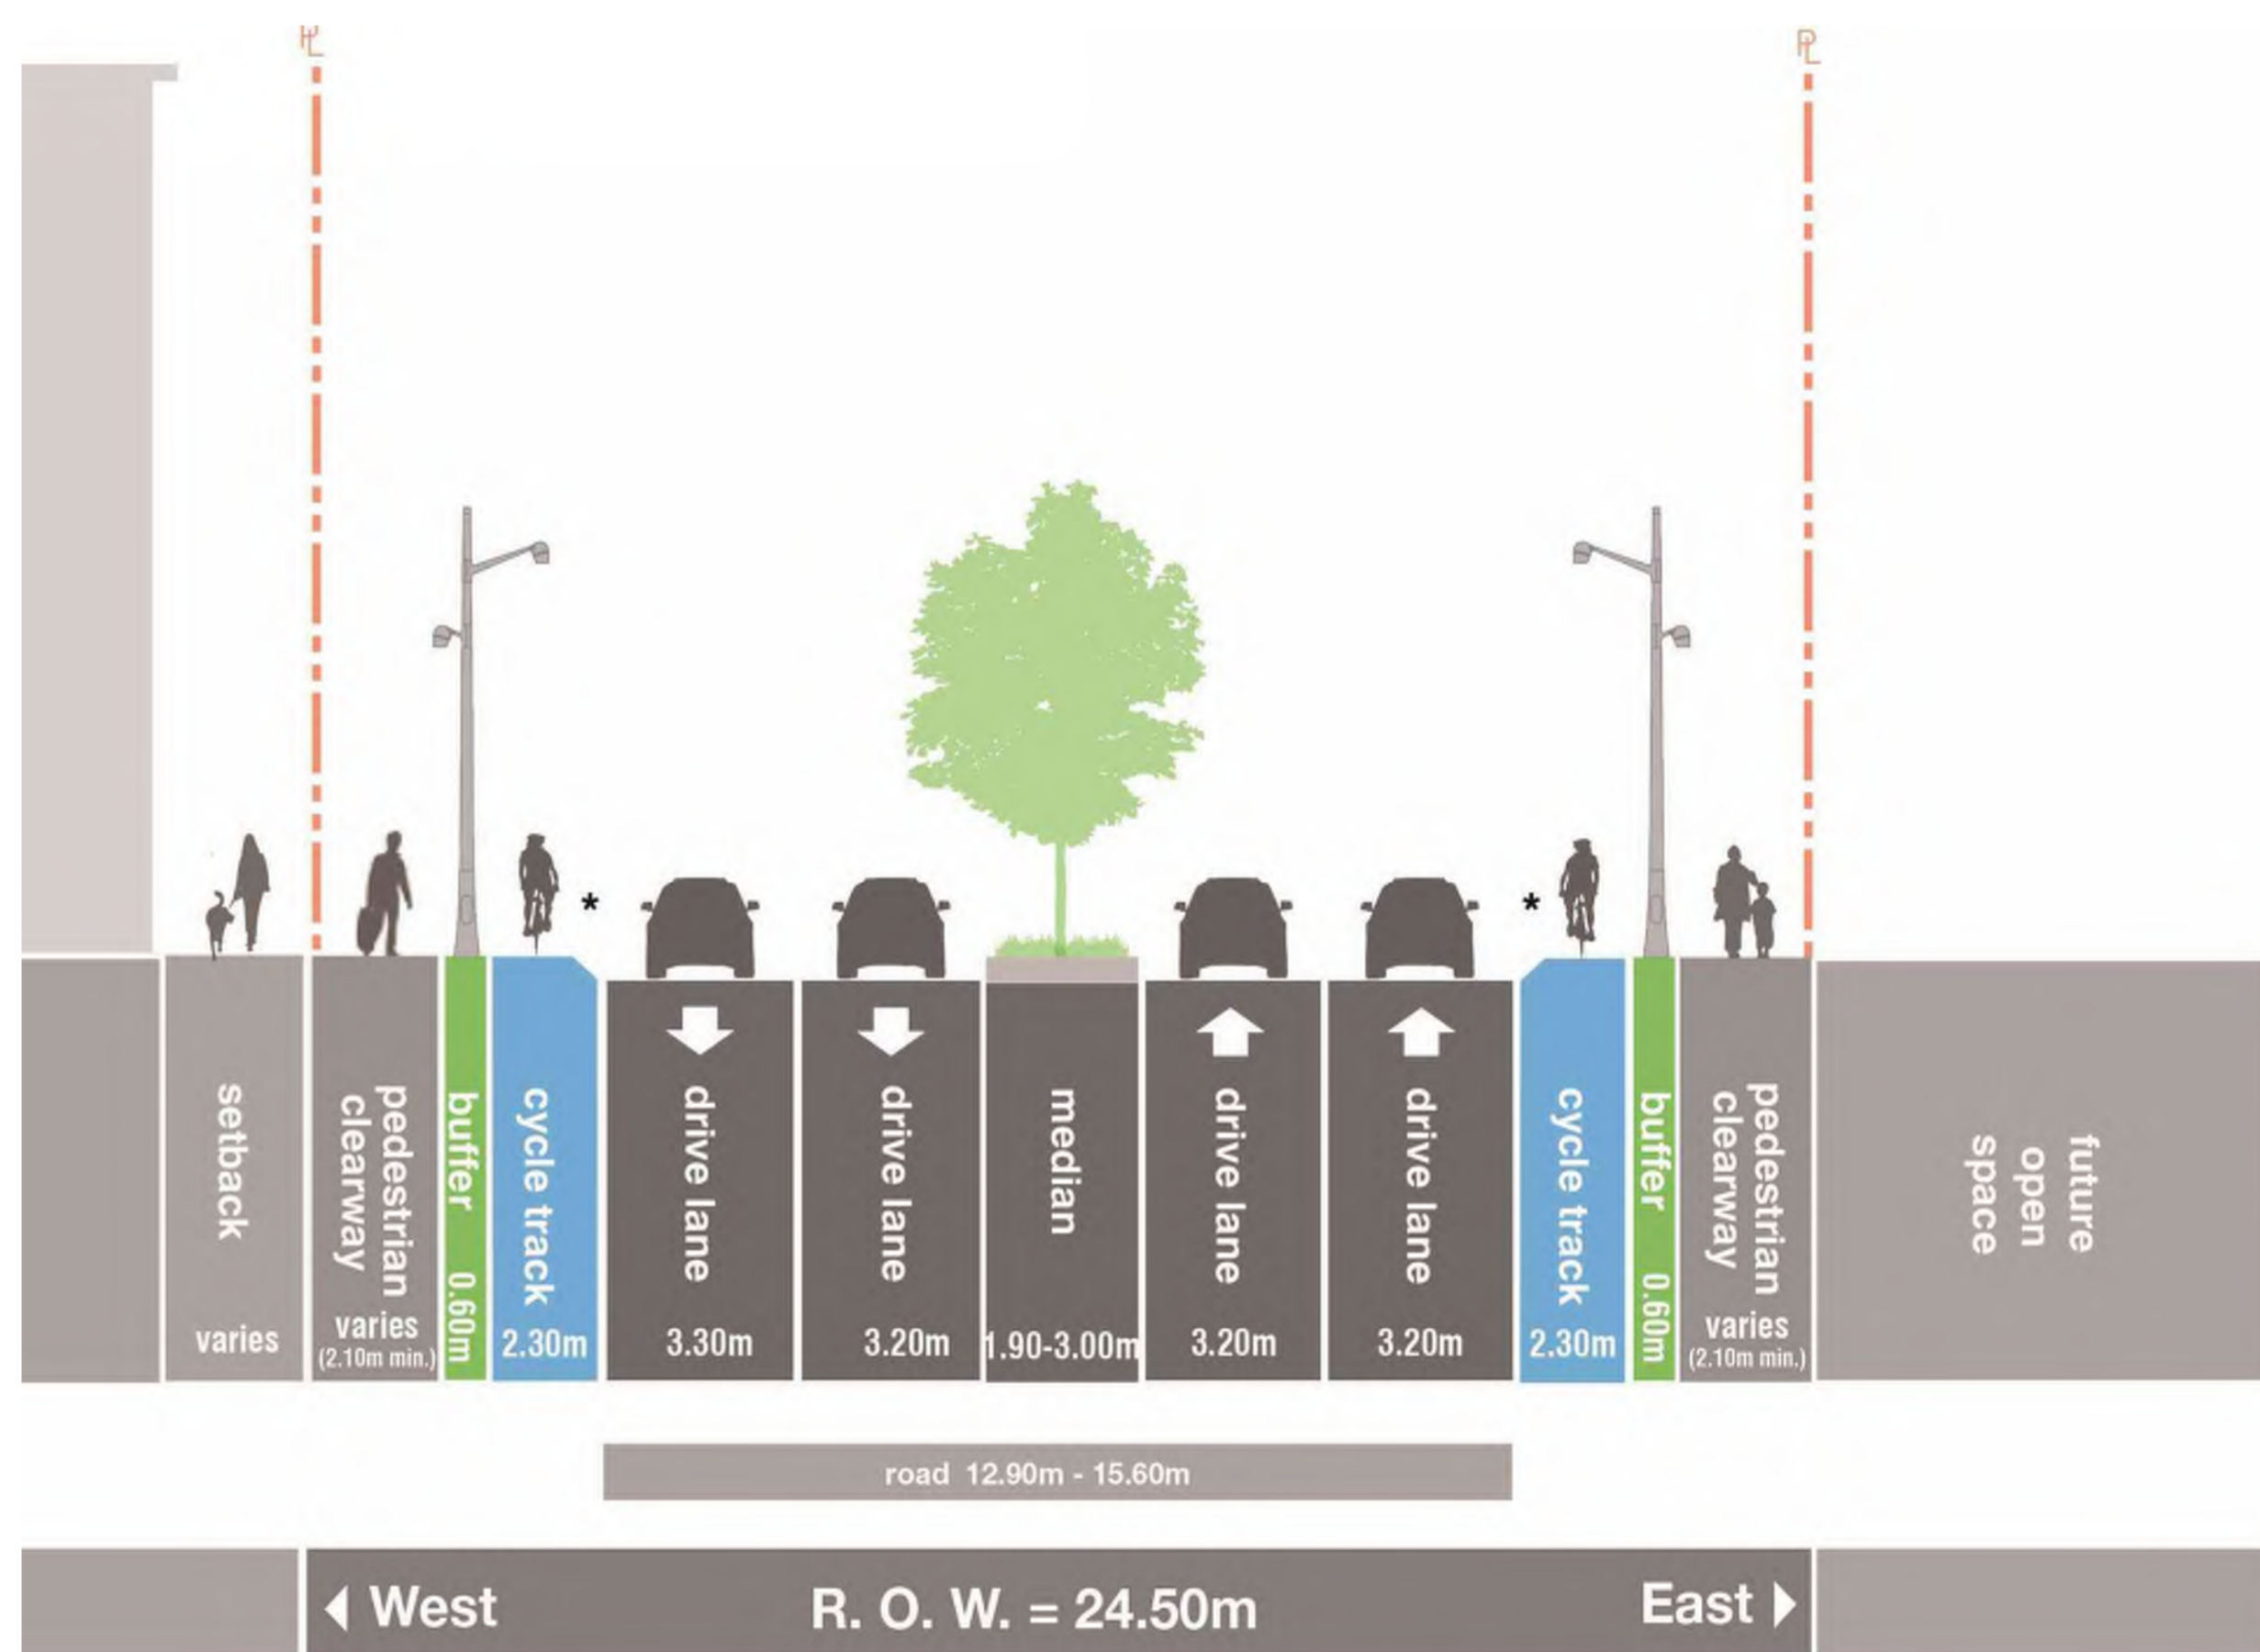 PL
PL
*
*
setback
varies
pedestrian
clearway
varies
(2.10m min.)
buffer 0.60m
cycle track
2.30m
drive lane
3.30m
drive lane
3.20m
median
1.90-3.00m
drive lane
3.20m
drive lane
3.20m
cycle track
2.30m
buffer 0.60m
pedestrian
clearway
varies
(2.10m min.)
future
open
space
road 12.90m - 15.60m
West
R. O. W. = 24.50m
East